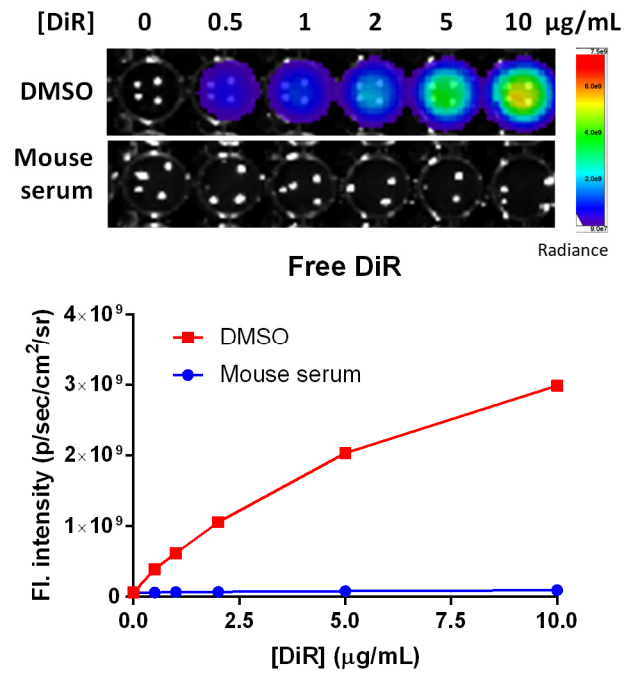 [DiR] 0 0.5 1 2 5 10 μg/mL
DMSO
Mouse
serum
7.5e9
6.0e9
4.0e9
2.0e9
9.0e7
Radiance
Free DiR
Fl. intensity (p/sec/cm²/sr)
4×10⁹
3×10⁹
2×10⁹
1×10⁹
0
DMSO
Mouse serum
0.0 2.5 5.0 7.5 10.0
[DiR] (μg/mL)